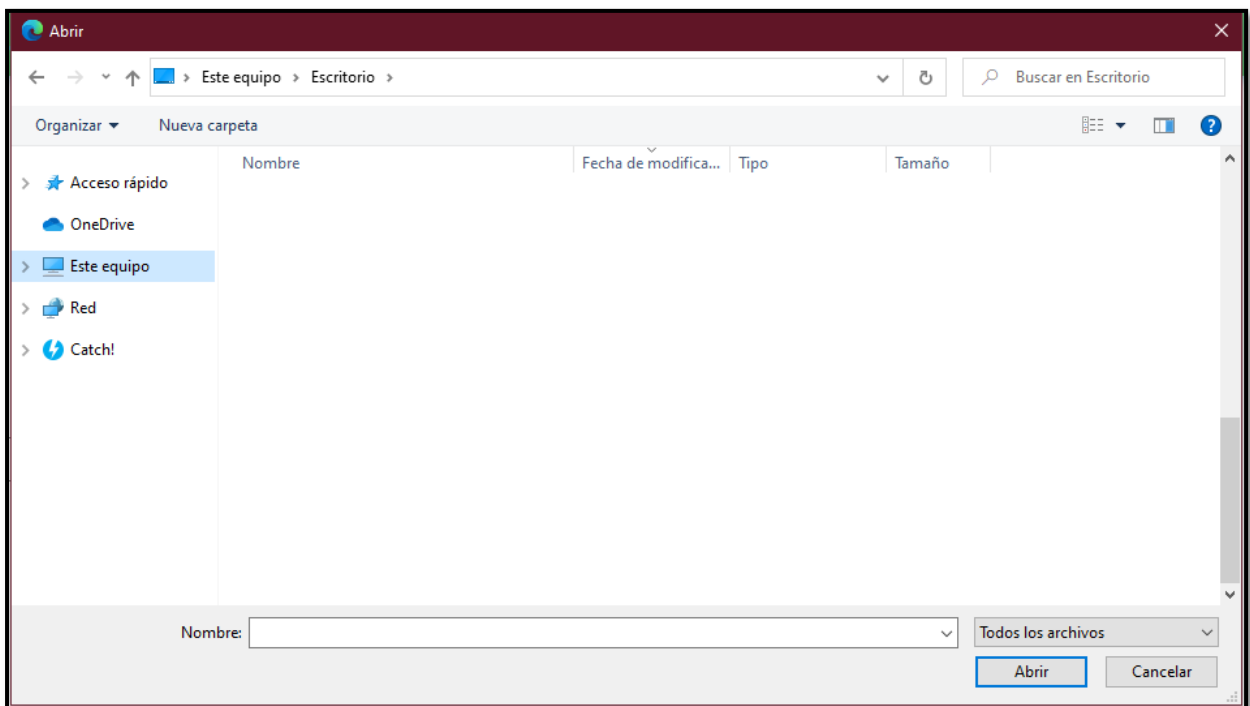 Abrir
Este equipo > Escritorio >
Buscar en Escritorio
Organizar
Nueva carpeta
Nombre
Fecha de modifica...
Tipo
Tamaño
Acceso rápido
OneDrive
Este equipo
Red
Catch!
Nombre:
Todos los archivos
Abrir
Cancelar